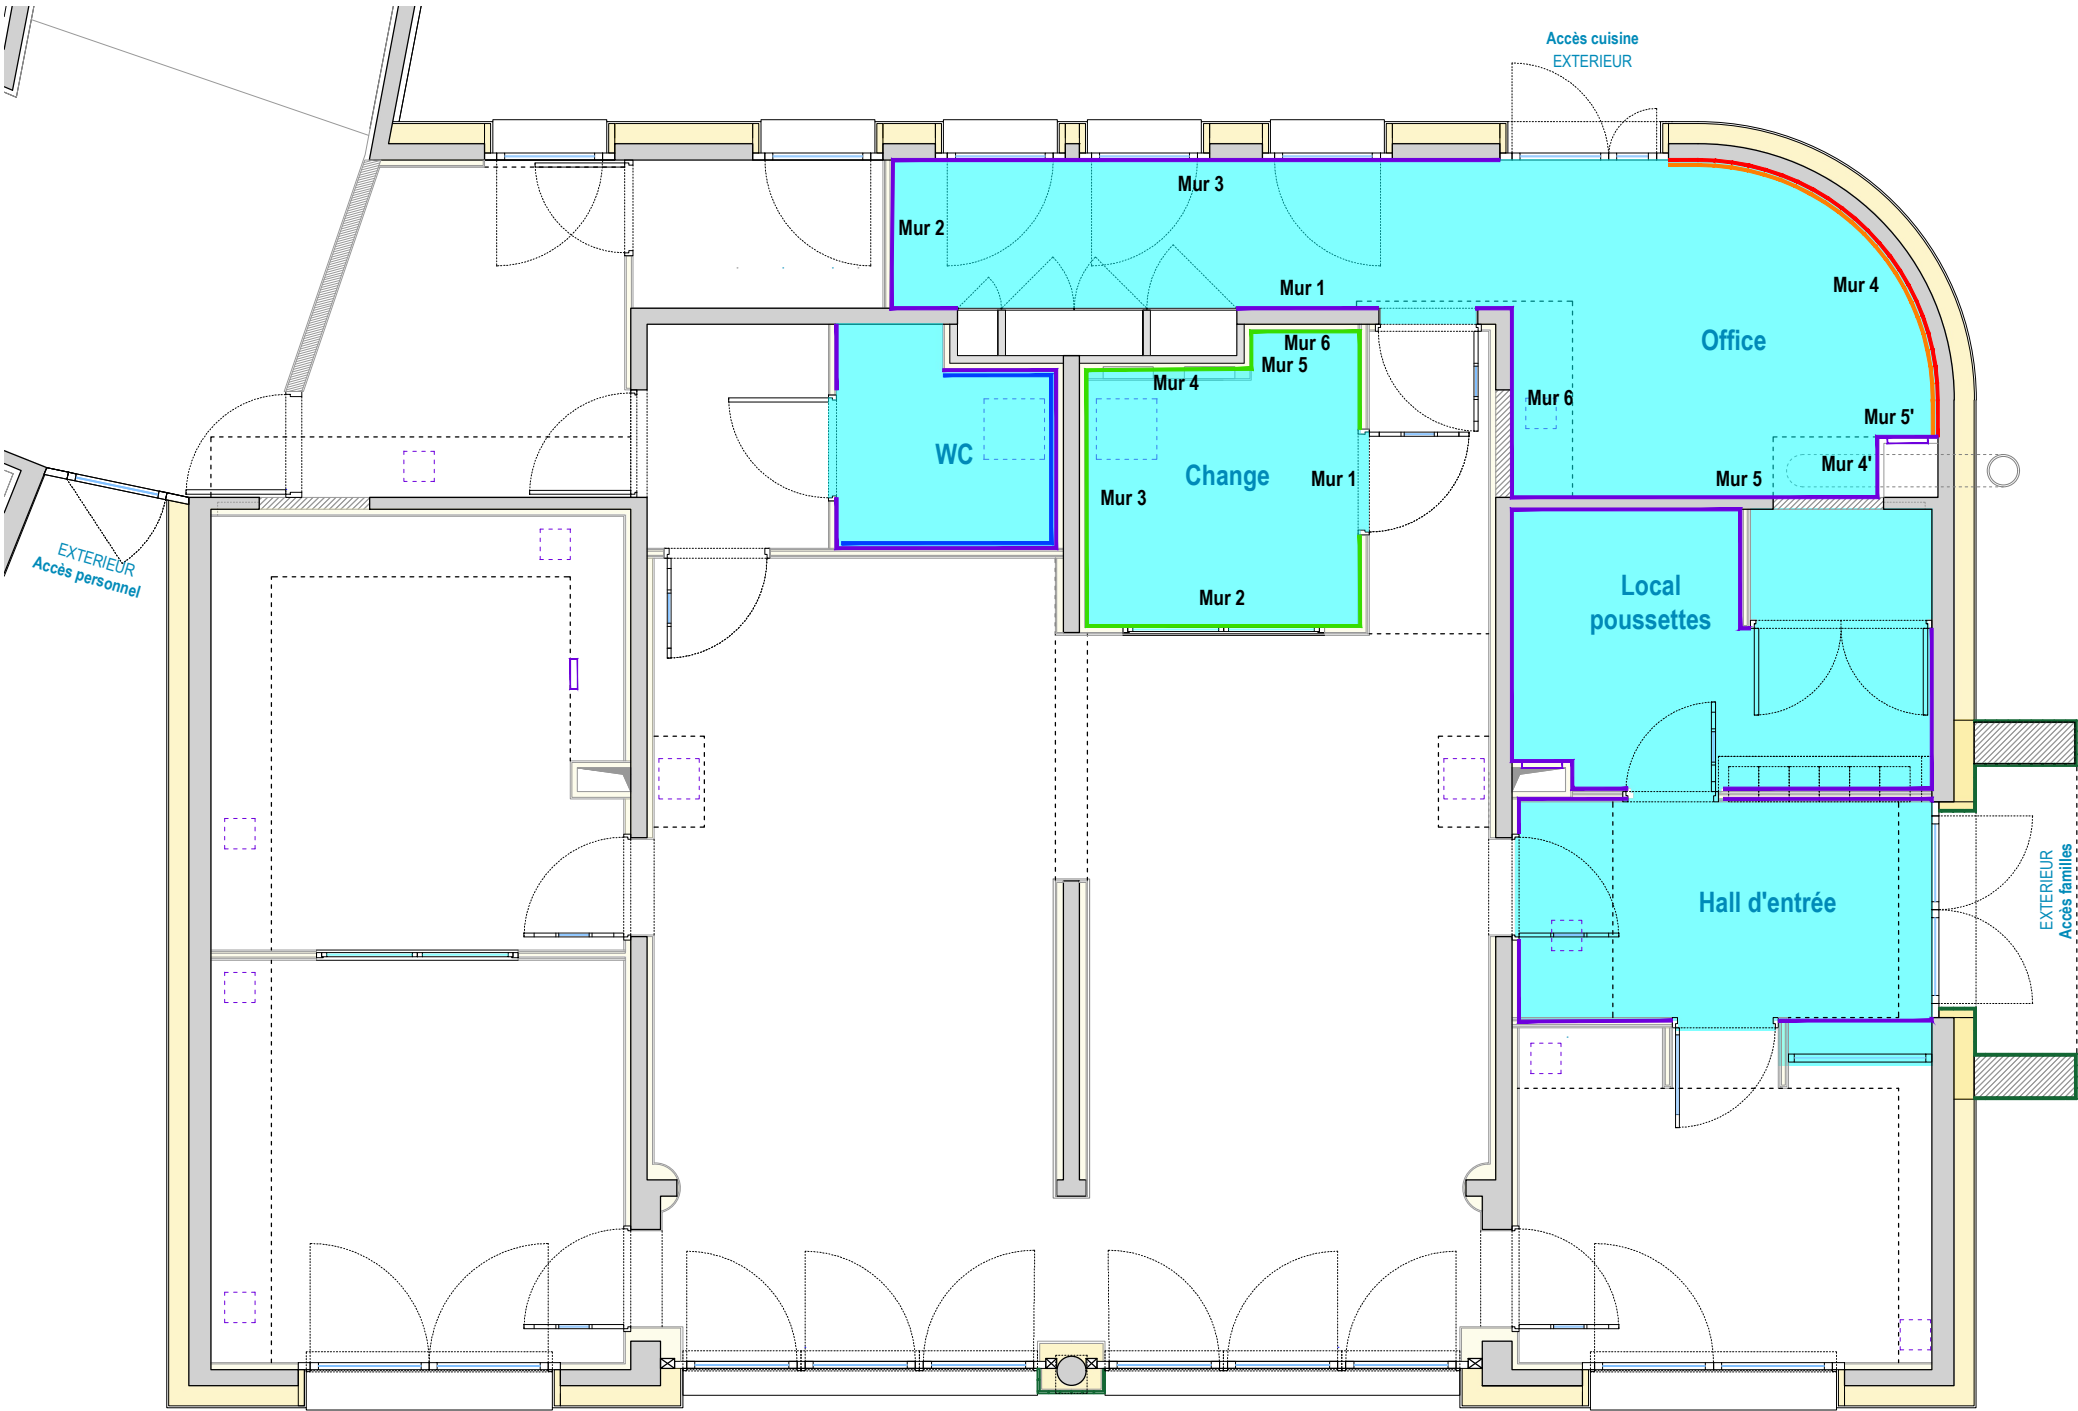 Accès cuisine
EXTERIEUR
Mur 3
Mur 2
Mur 1
Mur 4
Office
Mur 6
Mur 5
Mur 4
Mur 6
Mur 5'
WC
Change
Mur 1
Mur 4'
Mur 5
Mur 3
EXTERIEUR
Accès personnel
Mur 2
Local
poussettes
Hall d'entrée
EXTERIEUR
Accès familles